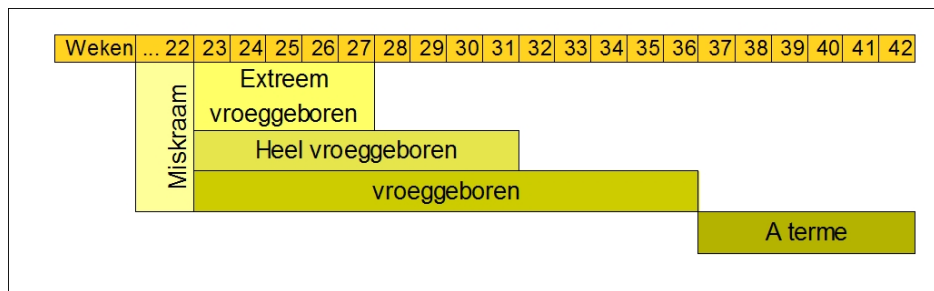 Weken ... 22 23 24 25 26 27 28 29 30 31 32 33 34 35 36 37 38 39 40 41 42
Miskraam
Extreem
vroeggeboren
Heel vroeggeboren
vroeggeboren
A terme